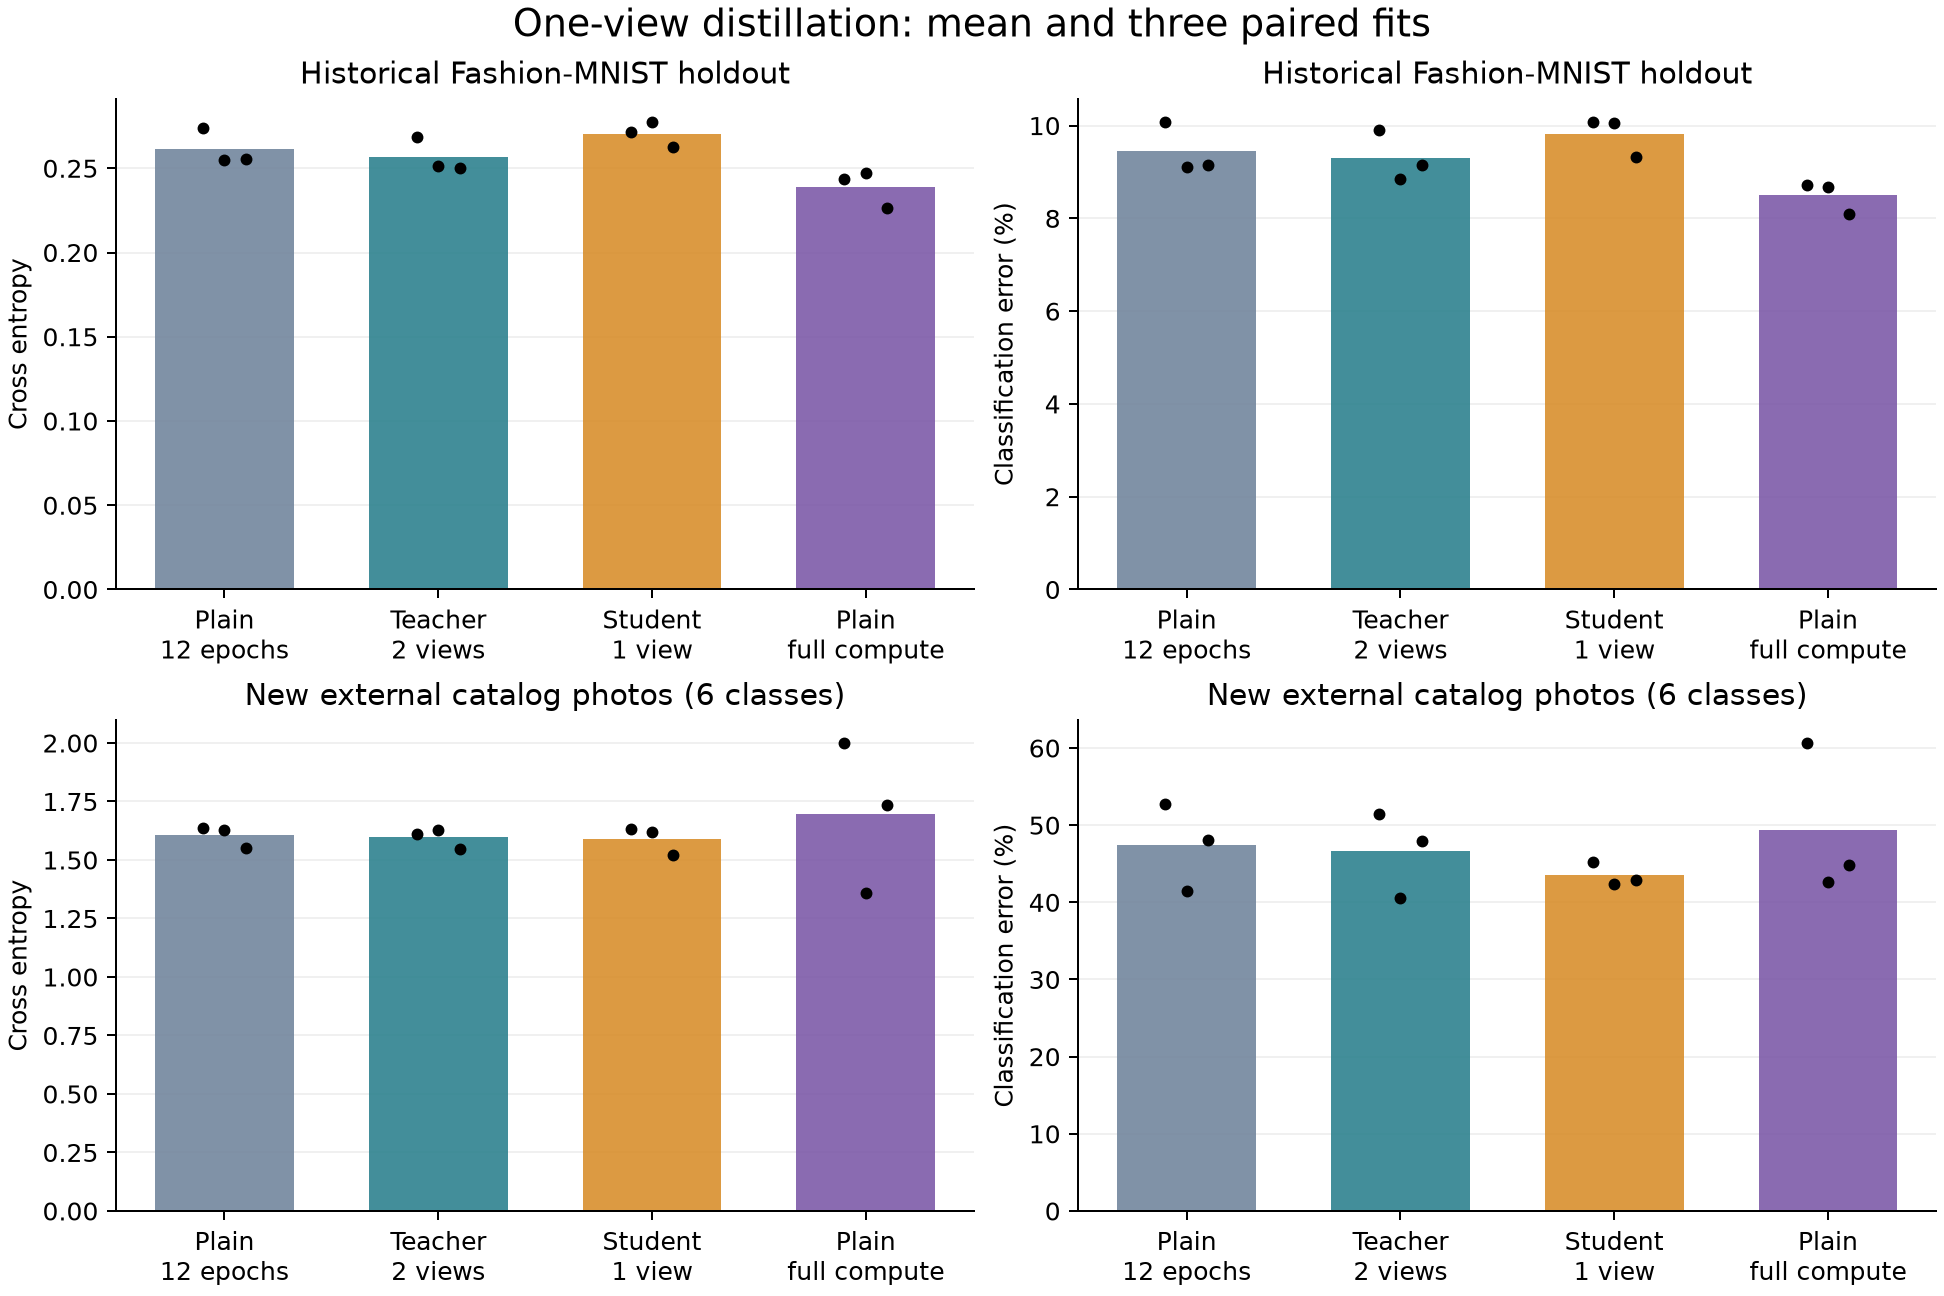 One-view distillation: mean and three paired fits
Historical Fashion-MNIST holdout
Cross entropy
0.25
0.20
0.15
0.10
0.05
0.00
Plain
12 epochs
Teacher
2 views
Student
1 view
Plain
full compute
Historical Fashion-MNIST holdout
Classification error (%)
10
8
6
4
2
0
Plain
12 epochs
Teacher
2 views
Student
1 view
Plain
full compute
New external catalog photos (6 classes)
Cross entropy
2.00
1.75
1.50
1.25
1.00
0.75
0.50
0.25
0.00
Plain
12 epochs
Teacher
2 views
Student
1 view
Plain
full compute
New external catalog photos (6 classes)
Classification error (%)
60
50
40
30
20
10
0
Plain
12 epochs
Teacher
2 views
Student
1 view
Plain
full compute